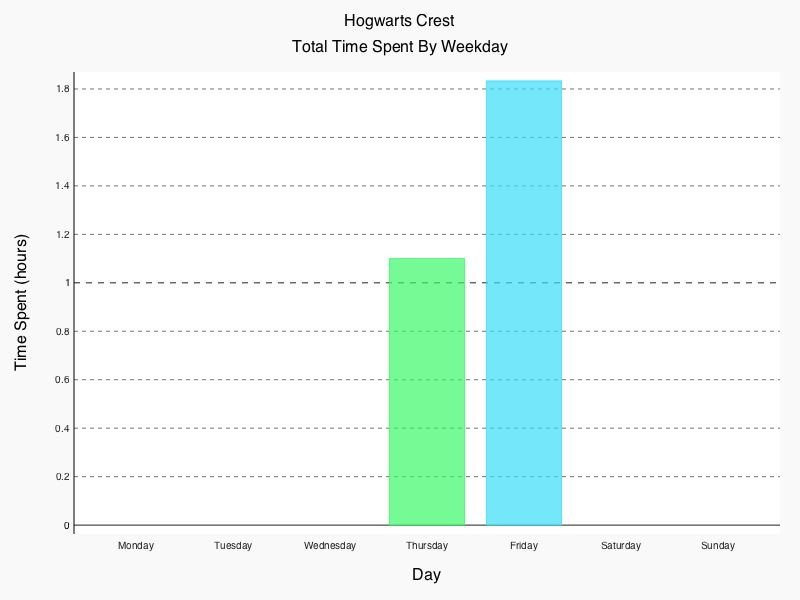 Hogwarts Crest
Total Time Spent By Weekday
Time Spent (hours)
1.8
1.6
1.4
1.2
1
0.8
0.6
0.4
0.2
0
Monday Tuesday Wednesday Thursday Friday Saturday Sunday
Day